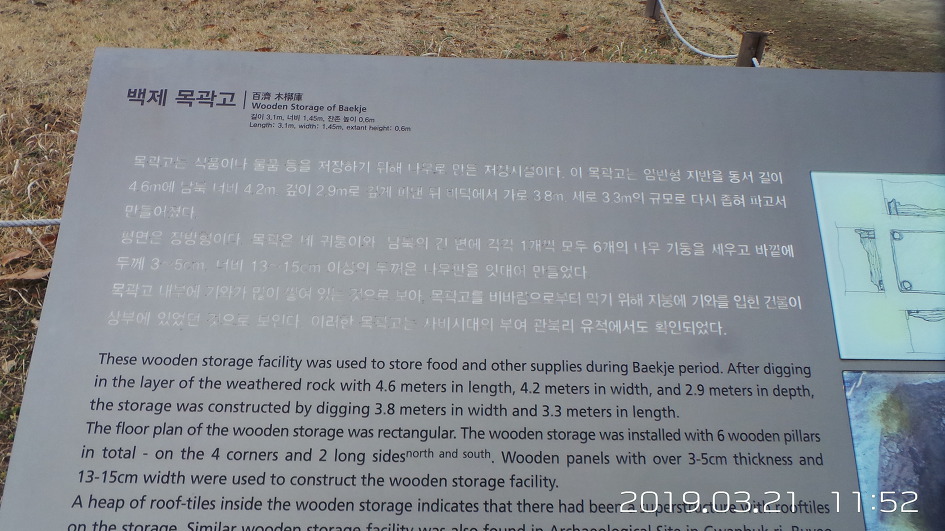 백제 목곽고
百濟 木槨庫
Wooden Storage of Baekje
길이 3.1m, 너비 1.45m, 잔존 높이 0.6m
Length: 3.1m, width: 1.45m, extant height: 0.6m
목곽고는 식품이나 물품 등을 저장하기 위해 나무로 만든 저장시설이다. 이 목곽고는 암반형 지반을 동서 길이
4.6m에 남북 너비 4.2m, 깊이 2.9m로 파낸 뒤 바닥에서 가로 3.8m, 세로 3.3m의 규모로 다시 좁혀 파고서
만들어졌다.
평면은 장방형이다. 목곽은 네 귀퉁이와 남북의 긴 변에 각각 1개씩 모두 6개의 나무 기둥을 세우고 바깥에
두께 3~5cm, 너비 13~15cm 이상의 두꺼운 나무판을 잇대어 만들었다.
목곽고 내부에 기와가 많이 쌓여 있는 것으로 보아, 목곽고를 비바람으로부터 막기 위해 지붕에 기와를 입힌 건물이
상부에 있었던 것으로 보인다. 이러한 목곽고는 사비시대의 부여 관북리 유적에서도 확인되었다.
These wooden storage facility was used to store food and other supplies during Baekje period. After digging
in the layer of the weathered rock with 4.6 meters in length, 4.2 meters in width, and 2.9 meters in depth,
the storage was constructed by digging 3.8 meters in width and 3.3 meters in length.
The floor plan of the wooden storage was rectangular. The wooden storage was installed with 6 wooden pillars
in total - on the 4 corners and 2 long sides north and south. Wooden panels with over 3-5cm thickness and
13-15cm width were used to construct the wooden storage facility.
A heap of roof-tiles inside the wooden storage indicates that there had been a superstructure with rooftiles
on the storage. Similar wooden storage facility was also found in Archaeological Site in Gwanbuk-ri, Buyeo
2019.03.21 11:52